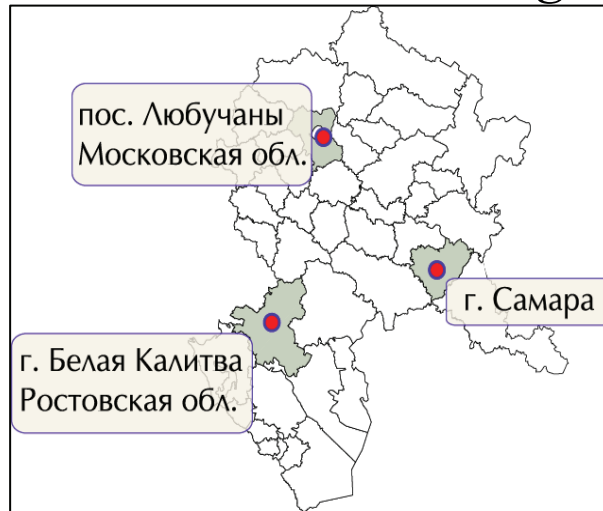 пос. Любучаны
Московская обл.
г. Самара
г. Белая Калитва
Ростовская обл.